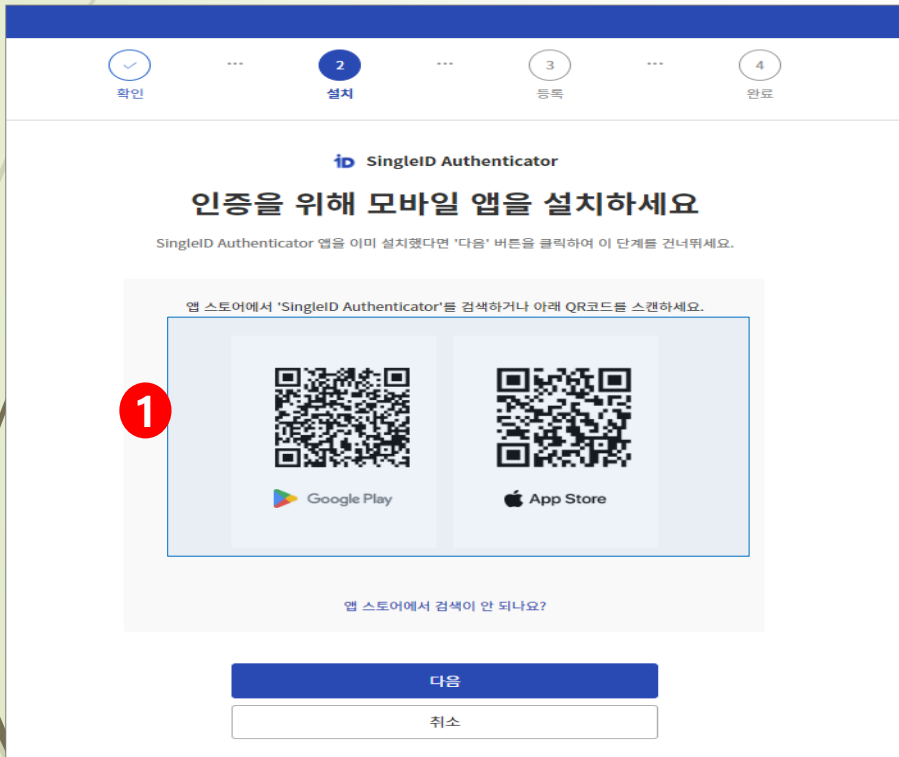 2
3
4
확인
설치
등록
완료
iD SingleID Authenticator
인증을 위해 모바일 앱을 설치하세요
SingleID Authenticator 앱을 이미 설치했다면 '다음' 버튼을 클릭하여 이 단계를 건너뛰세요.
앱 스토어에서 'SingleID Authenticator'를 검색하거나 아래 QR코드를 스캔하세요.
1
Google Play
App Store
앱 스토어에서 검색이 안 되나요?
다음
취소